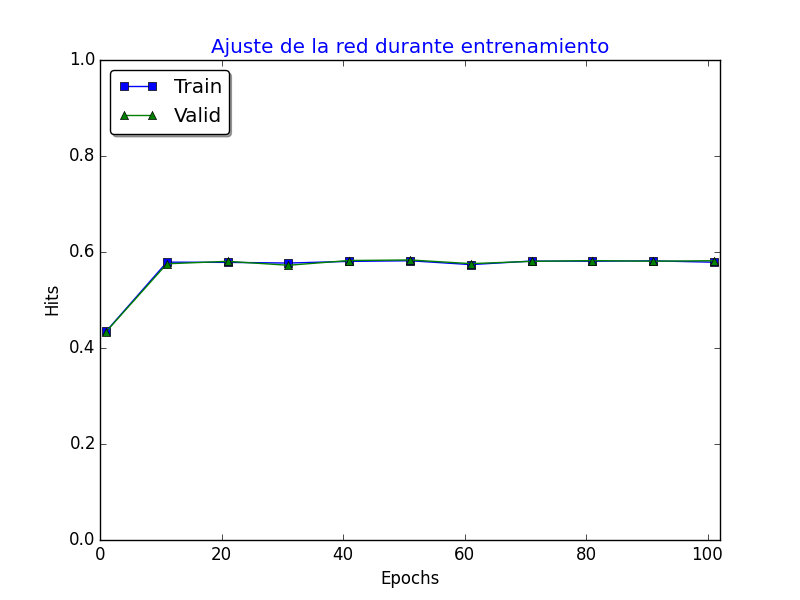 Ajuste de la red durante entrenamiento
1.0
Train
Valid
0.8
0.6
Hits
0.4
0.2
0.0
0 20 40 60 80 100
Epochs